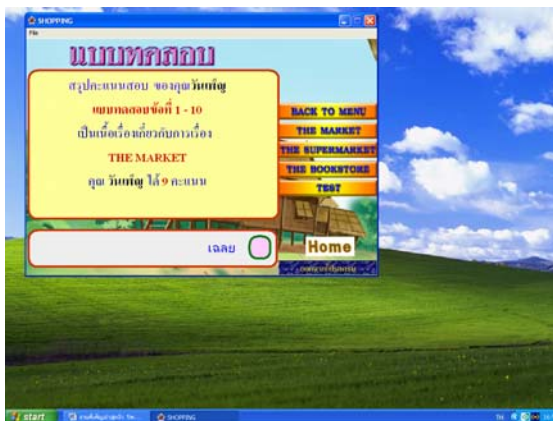 SHOPPING
File
แบบทดสอบ
สรุปคะแนนสอบ ของคุณวันเพ็ญ
แบบทดสอบข้อที่ 1 - 10
เป็นเนื้อเรื่องเกี่ยวกับการเรื่อง
THE MARKET
คุณ วันเพ็ญ ได้ 9 คะแนน
เฉลย
BACK TO MENU
THE MARKET
THE SUPERMARKET
THE BOOKSTORE
TEST
Home
start
SHOPPING
TH